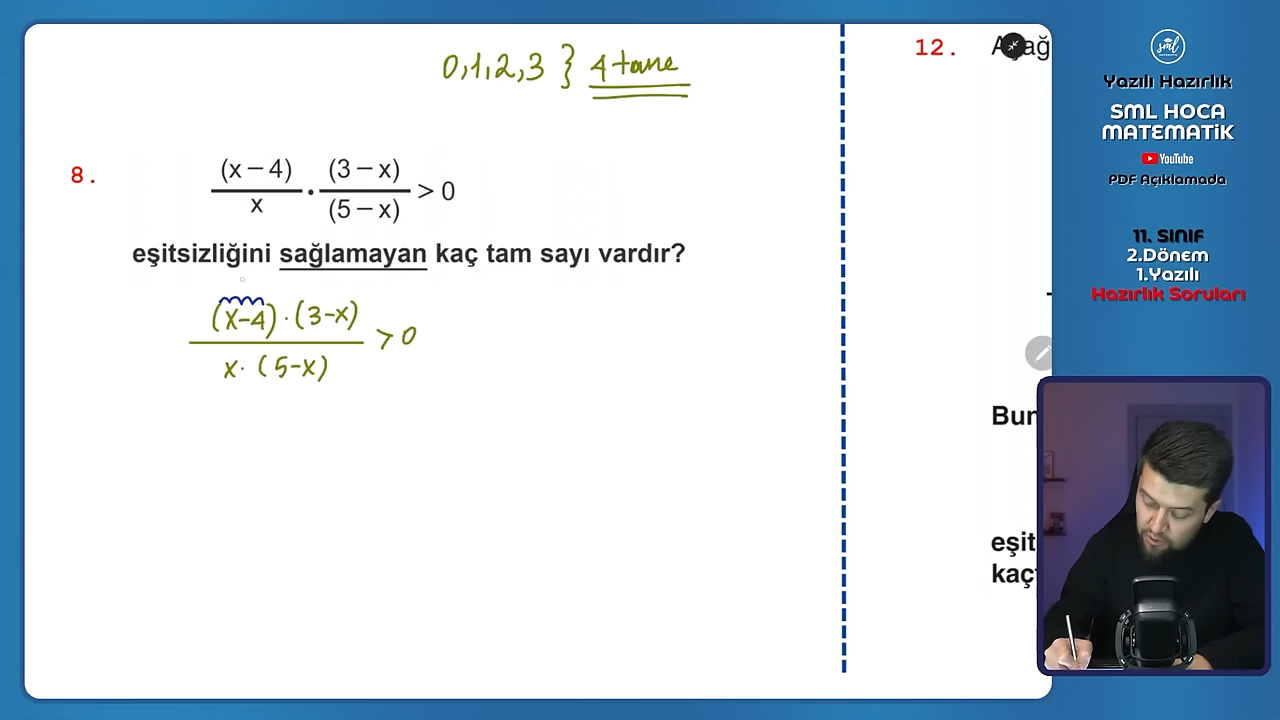 0,1,2,3 } 4 tane
8.
(x − 4)/x · (3 − x)/(5 − x) > 0
eşitsizliğini sağlamayan kaç tam sayı vardır?
(x-4) · (3-x) / x · (5-x) > 0
12.
Bun
eşit
kaç
sml
Yazılı Hazırlık
SML HOCA
MATEMATİK
YouTube
PDF Açıklamada
11. SINIF
2.Dönem
1.Yazılı
Hazırlık Soruları